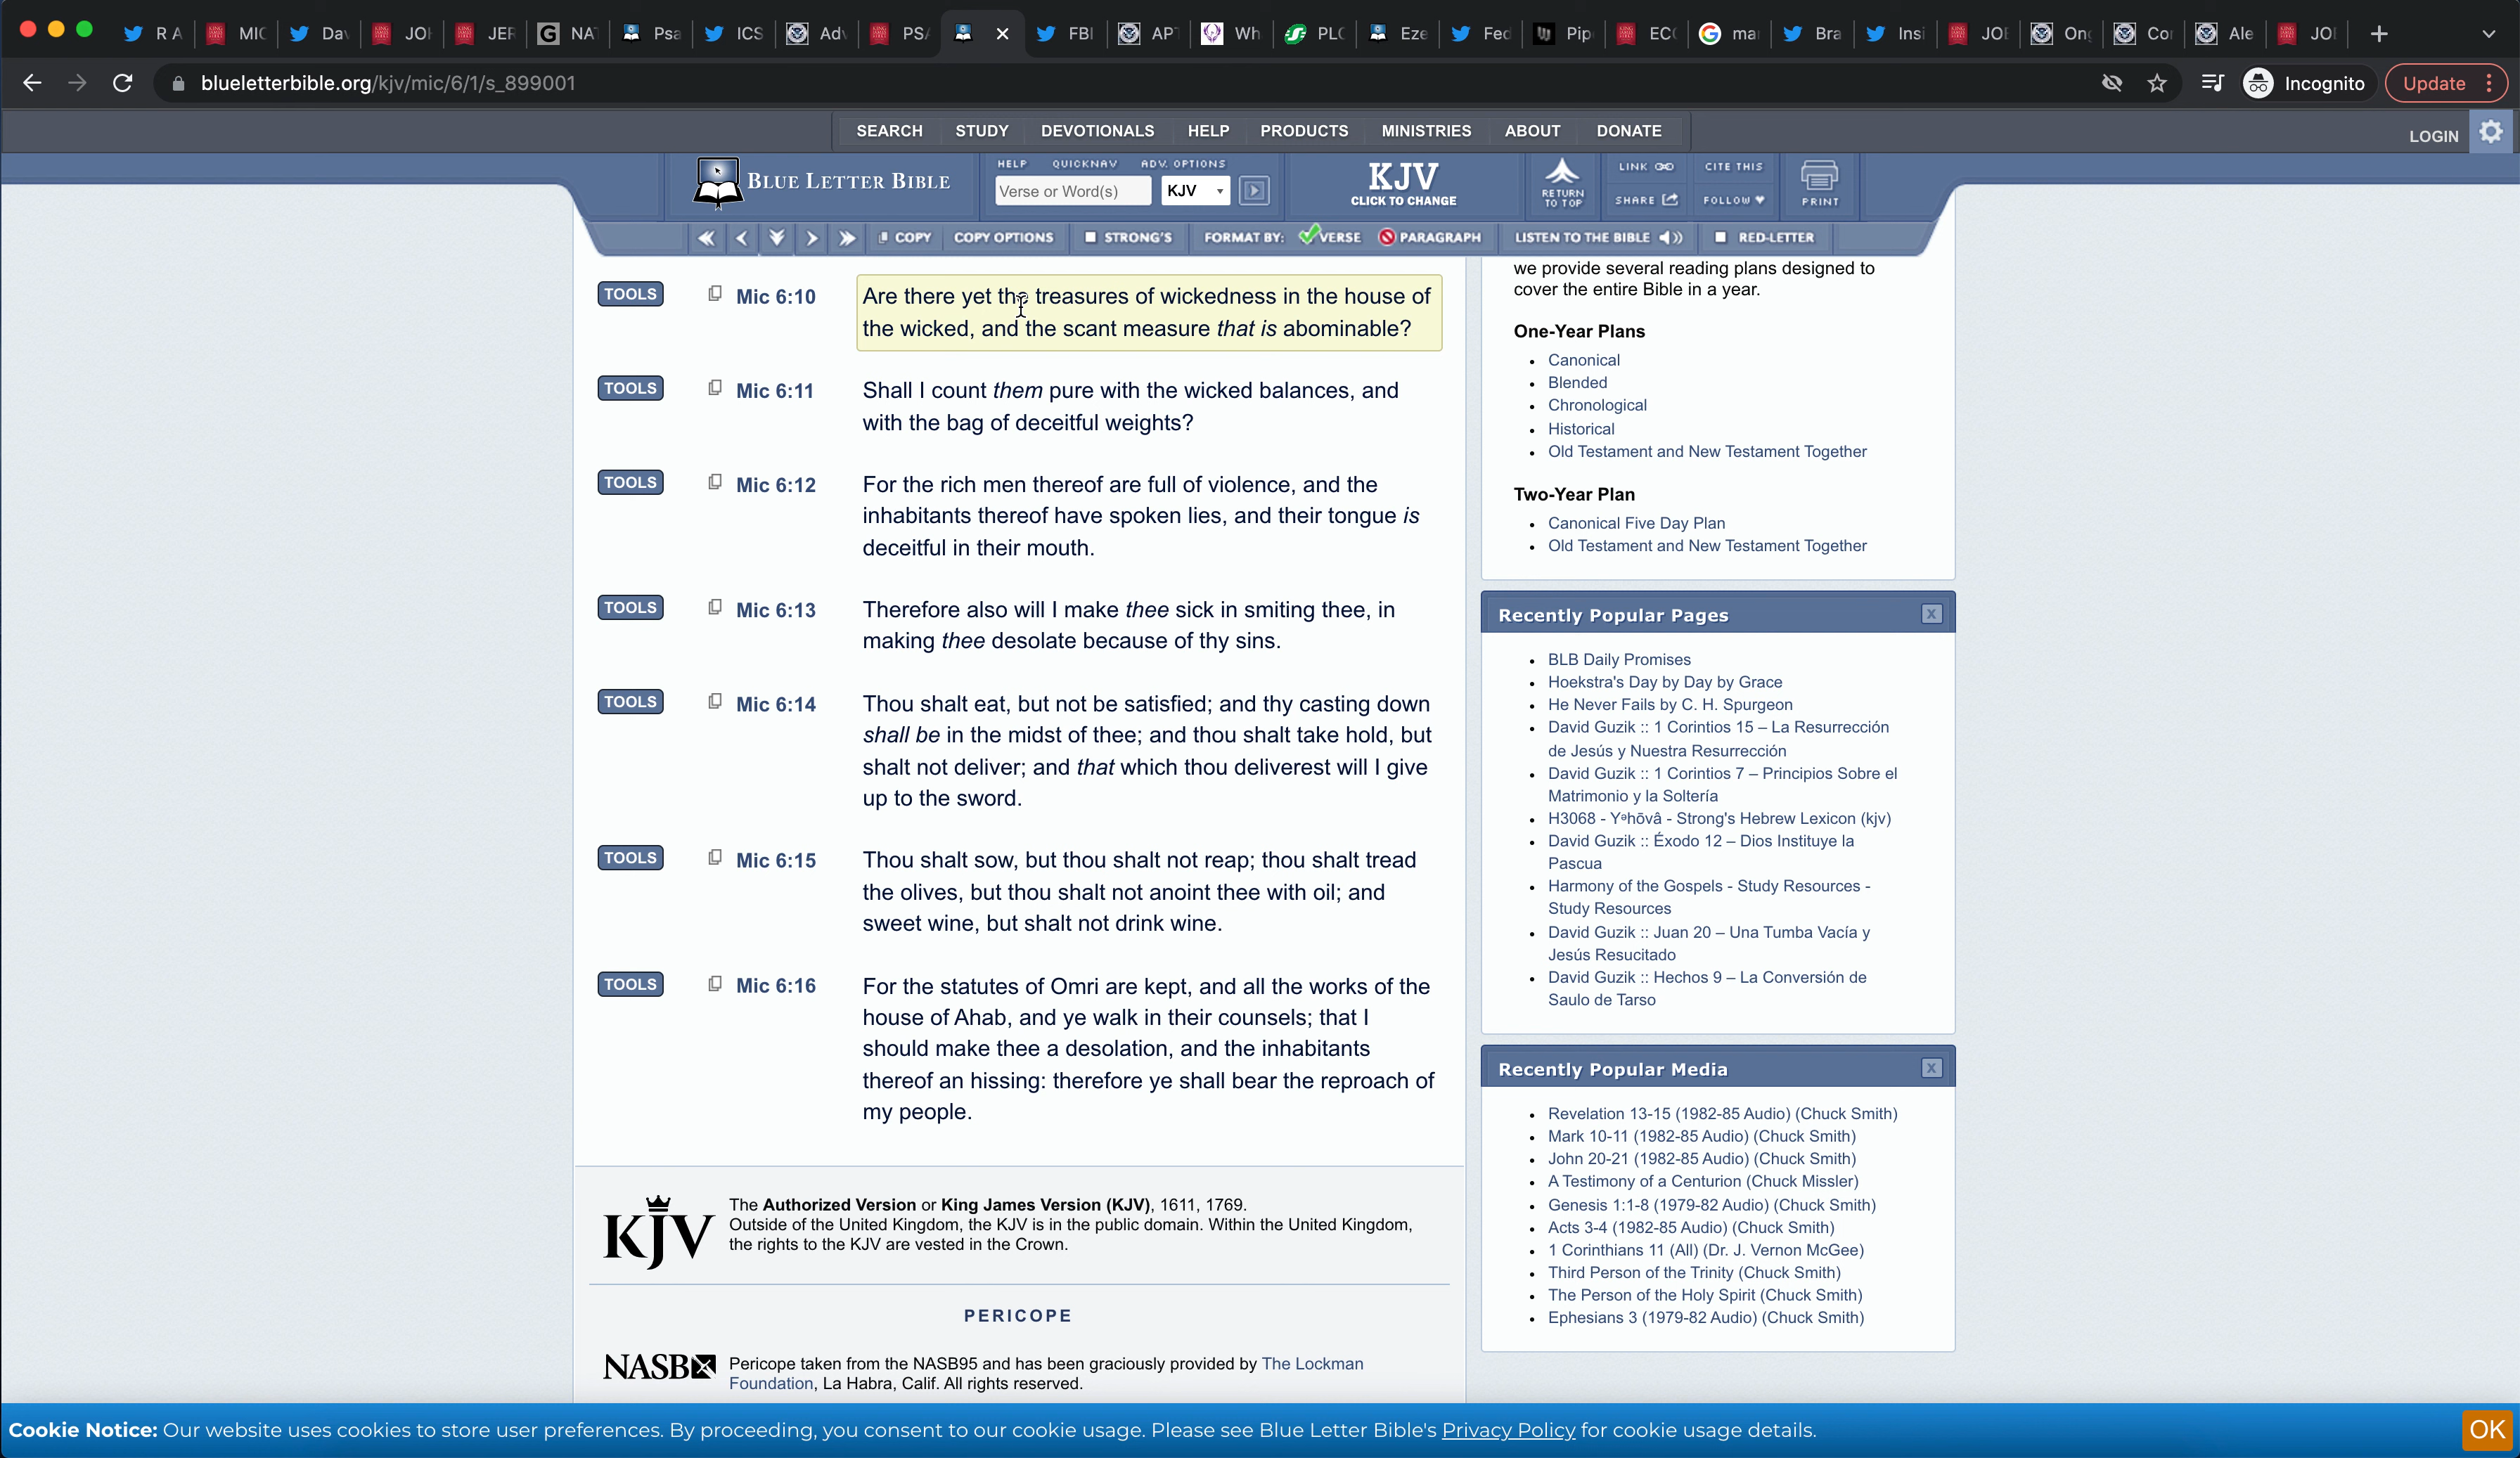 R A
MIC
Dav
JOB
JER
NAT
Psa
ICS
Adv
PSA
FBI
APT
Wh
PLC
Eze
Fed
Pip
ECC
ma
Bra
Insi
JOB
On
Cor
Ale
JOB
blueletterbible.org/kjv/mic/6/1/s_899001
Incognito
Update
SEARCH STUDY DEVOTIONALS HELP PRODUCTS MINISTRIES ABOUT DONATE
LOGIN
BLUE LETTER BIBLE
HELP QUICKNAV ADV. OPTIONS
Verse or Word(s) KJV
KJV
CLICK TO CHANGE
RETURN
TO TOP
LINK CITE THIS
SHARE FOLLOW
PRINT
COPY COPY OPTIONS STRONG'S FORMAT BY: VERSE PARAGRAPH LISTEN TO THE BIBLE RED-LETTER
TOOLS Mic 6:10 Are there yet the treasures of wickedness in the house of
the wicked, and the scant measure that is abominable?
TOOLS Mic 6:11 Shall I count them pure with the wicked balances, and
with the bag of deceitful weights?
TOOLS Mic 6:12 For the rich men thereof are full of violence, and the
inhabitants thereof have spoken lies, and their tongue is
deceitful in their mouth.
TOOLS Mic 6:13 Therefore also will I make thee sick in smiting thee, in
making thee desolate because of thy sins.
TOOLS Mic 6:14 Thou shalt eat, but not be satisfied; and thy casting down
shall be in the midst of thee; and thou shalt take hold, but
shalt not deliver; and that which thou deliverest will I give
up to the sword.
TOOLS Mic 6:15 Thou shalt sow, but thou shalt not reap; thou shalt tread
the olives, but thou shalt not anoint thee with oil; and
sweet wine, but shalt not drink wine.
TOOLS Mic 6:16 For the statutes of Omri are kept, and all the works of the
house of Ahab, and ye walk in their counsels; that I
should make thee a desolation, and the inhabitants
thereof an hissing: therefore ye shall bear the reproach of
my people.
KJV
The Authorized Version or King James Version (KJV), 1611, 1769.
Outside of the United Kingdom, the KJV is in the public domain. Within the United Kingdom,
the rights to the KJV are vested in the Crown.
PERICOPE
NASB
Pericope taken from the NASB95 and has been graciously provided by The Lockman
Foundation, La Habra, Calif. All rights reserved.
we provide several reading plans designed to
cover the entire Bible in a year.
One-Year Plans
Canonical
Blended
Chronological
Historical
Old Testament and New Testament Together
Two-Year Plan
Canonical Five Day Plan
Old Testament and New Testament Together
Recently Popular Pages X
BLB Daily Promises
Hoekstra's Day by Day by Grace
He Never Fails by C. H. Spurgeon
David Guzik :: 1 Corintios 15 – La Resurrección
de Jesús y Nuestra Resurrección
David Guzik :: 1 Corintios 7 – Principios Sobre el
Matrimonio y la Soltería
H3068 - Yᵊhōvâ - Strong's Hebrew Lexicon (kjv)
David Guzik :: Éxodo 12 – Dios Instituye la
Pascua
Harmony of the Gospels - Study Resources -
Study Resources
David Guzik :: Juan 20 – Una Tumba Vacía y
Jesús Resucitado
David Guzik :: Hechos 9 – La Conversión de
Saulo de Tarso
Recently Popular Media X
Revelation 13-15 (1982-85 Audio) (Chuck Smith)
Mark 10-11 (1982-85 Audio) (Chuck Smith)
John 20-21 (1982-85 Audio) (Chuck Smith)
A Testimony of a Centurion (Chuck Missler)
Genesis 1:1-8 (1979-82 Audio) (Chuck Smith)
Acts 3-4 (1982-85 Audio) (Chuck Smith)
1 Corinthians 11 (All) (Dr. J. Vernon McGee)
Third Person of the Trinity (Chuck Smith)
The Person of the Holy Spirit (Chuck Smith)
Ephesians 3 (1979-82 Audio) (Chuck Smith)
Cookie Notice: Our website uses cookies to store user preferences. By proceeding, you consent to our cookie usage. Please see Blue Letter Bible's Privacy Policy for cookie usage details.
OK